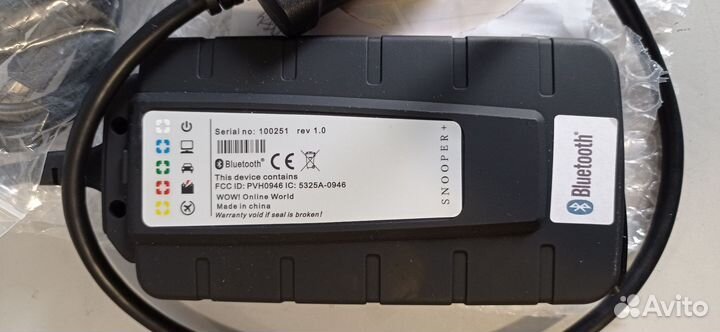 Serial no: 100251 rev 1.0
Bluetooth®
CE
This device contains
FCC ID: PVH0946 IC: 5325A-0946
WOW! Online World
Made in china
Warranty void if seal is broken!
SNOOPER+
Bluetooth®
Avito